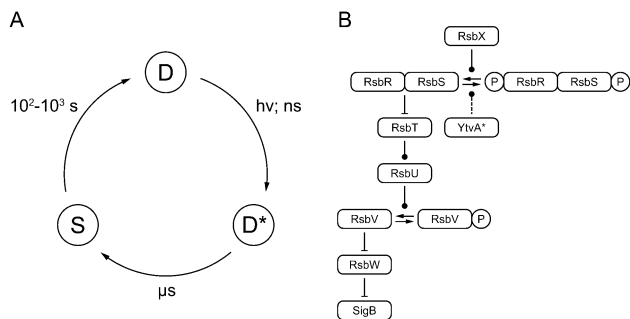 A
D
10²-10³ s
hv; ns
S
D*
µs
B
RsbX
RsbR RsbS P RsbR RsbS P
RsbT YtvA*
RsbU
RsbV RsbV P
RsbW
SigB